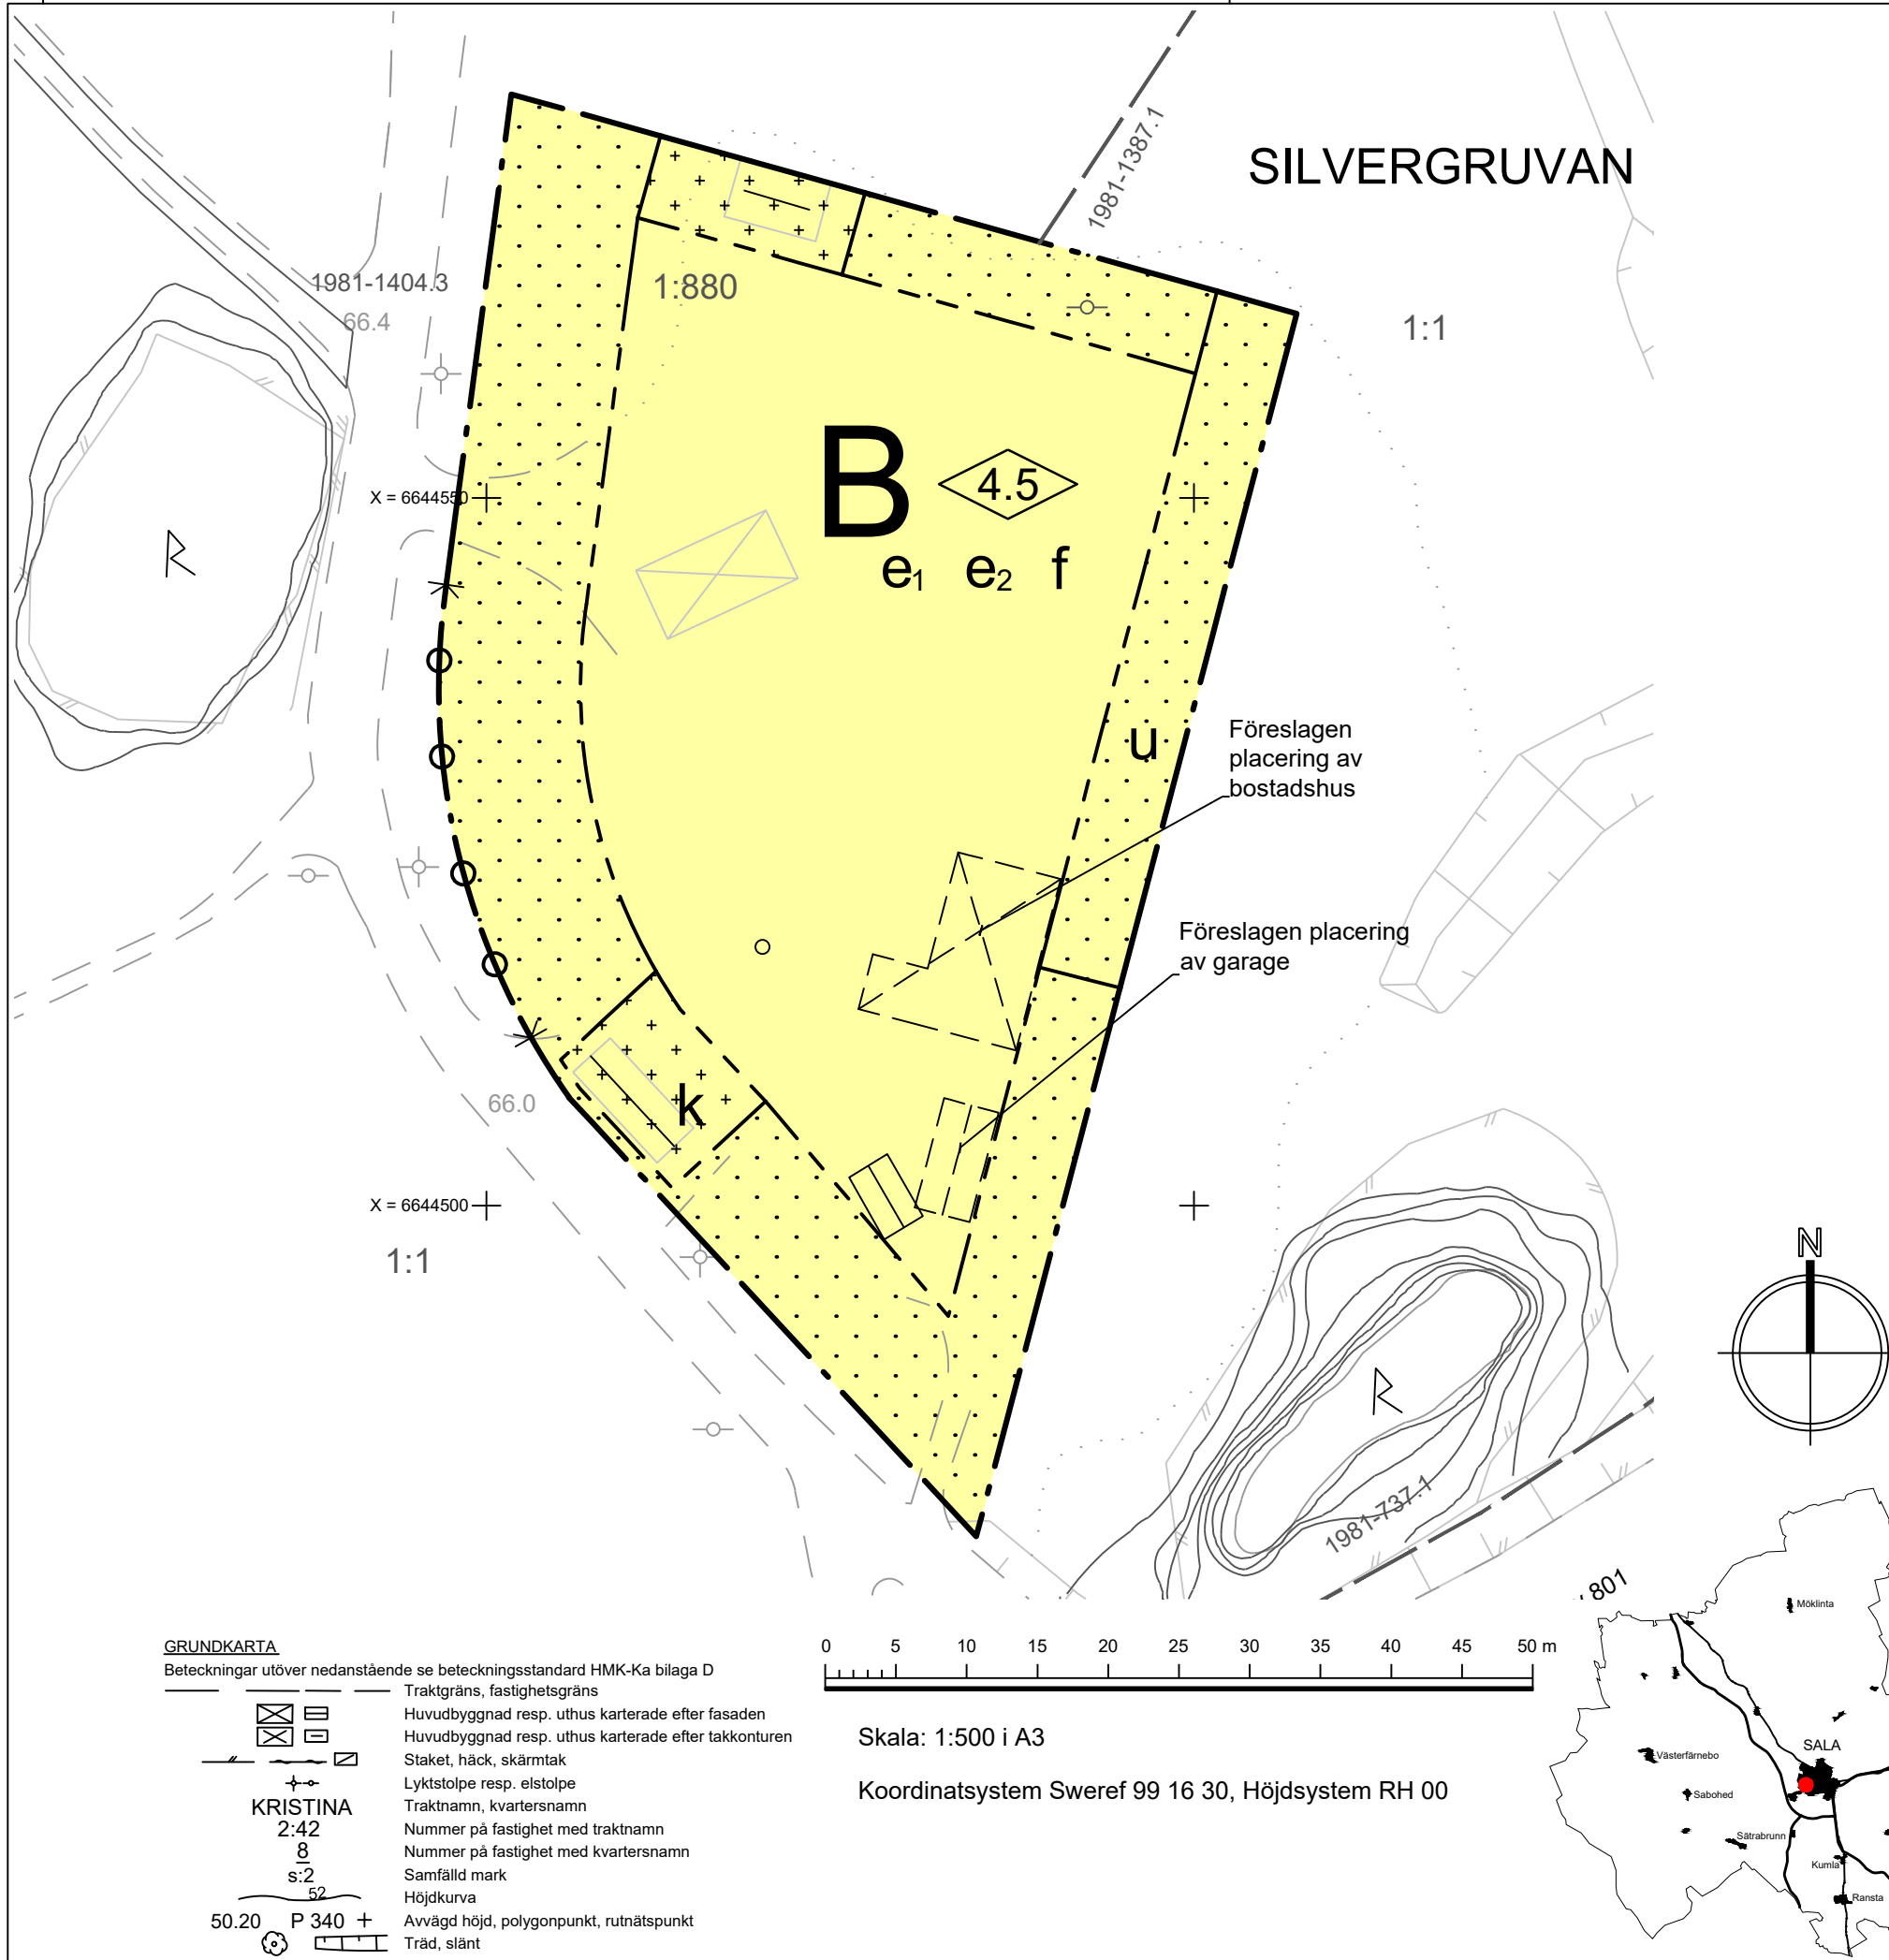 SILVERGRUVAN
1981-1387.1
1981-1404.3
66.4
1:880
1:1
B
4.5
e1 e2 f
X = 6644550
u
Föreslagen
placering av
bostadshus
Föreslagen placering
av garage
66.0
k
X = 6644500
1:1
N
1981-737.1
801
GRUNDKARTA
Beteckningar utöver nedanstående se beteckningsstandard HMK-Ka bilaga D
Traktgräns, fastighetsgräns
Huvudbyggnad resp. uthus karterade efter fasaden
Huvudbyggnad resp. uthus karterade efter takkonturen
Staket, häck, skärmtak
Lyktstolpe resp. elstolpe
KRISTINA Traktnamn, kvartersnamn
2:42 Nummer på fastighet med traktnamn
8 Nummer på fastighet med kvartersnamn
s:2 Samfälld mark
52 Höjdkurva
50.20 P 340 + Avvägd höjd, polygonpunkt, rutnätspunkt
Träd, slänt
0 5 10 15 20 25 30 35 40 45 50 m
Skala: 1:500 i A3
Koordinatsystem Sweref 99 16 30, Höjdsystem RH 00
Möklinta
SALA
Västerfärnebo
Sabohed
Sätrabrunn
Kumla
Ransta